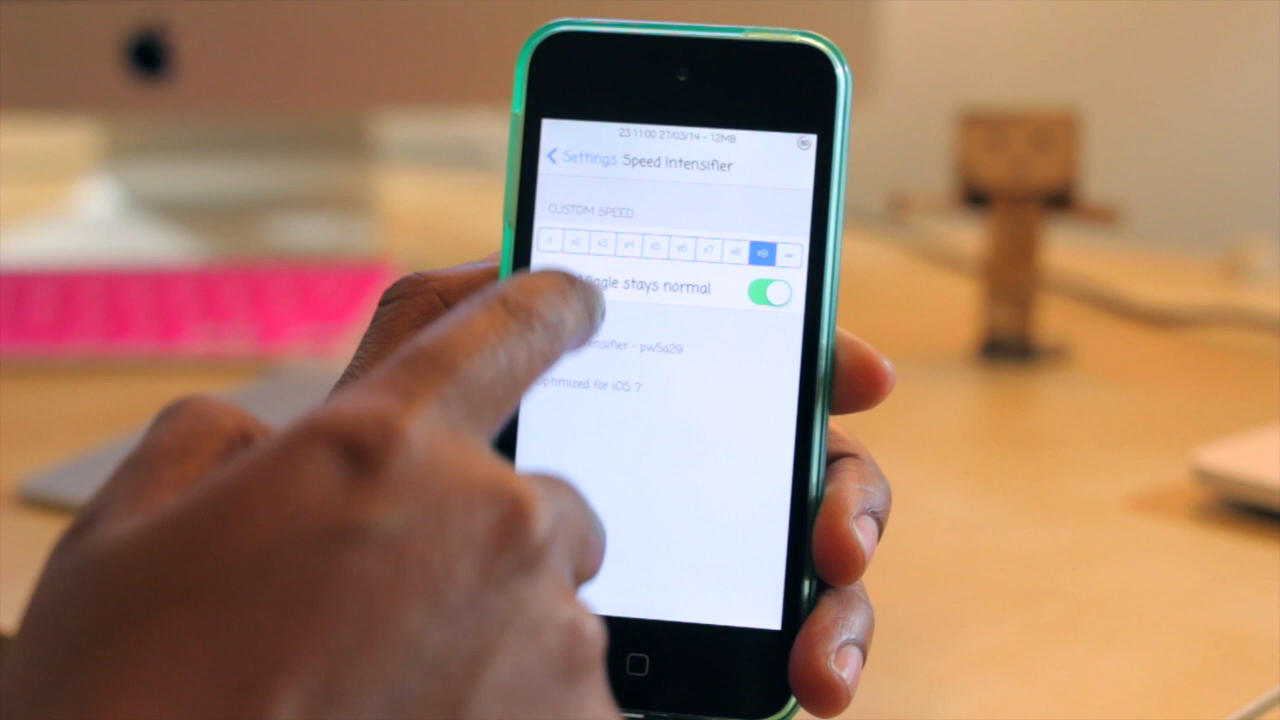 23:11:00 27/03/14 - 12MB
Settings Speed Intensifier
CUSTOM SPEED
x2 x3 x4 x5 x6 x7 x8 x9 ∞
stays normal
- pw5a29
for iOS 7